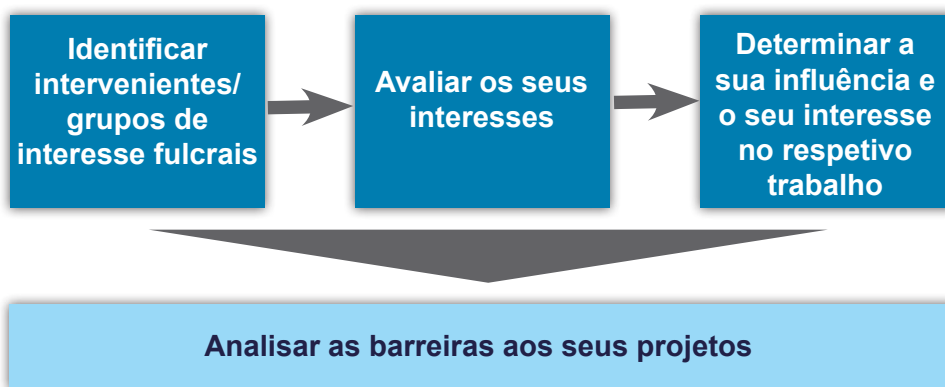 Identificar
intervenientes/
grupos de
interesse fulcrais
Avaliar os seus
interesses
Determinar a
sua influência e
o seu interesse
no respetivo
trabalho
Analisar as barreiras aos seus projetos